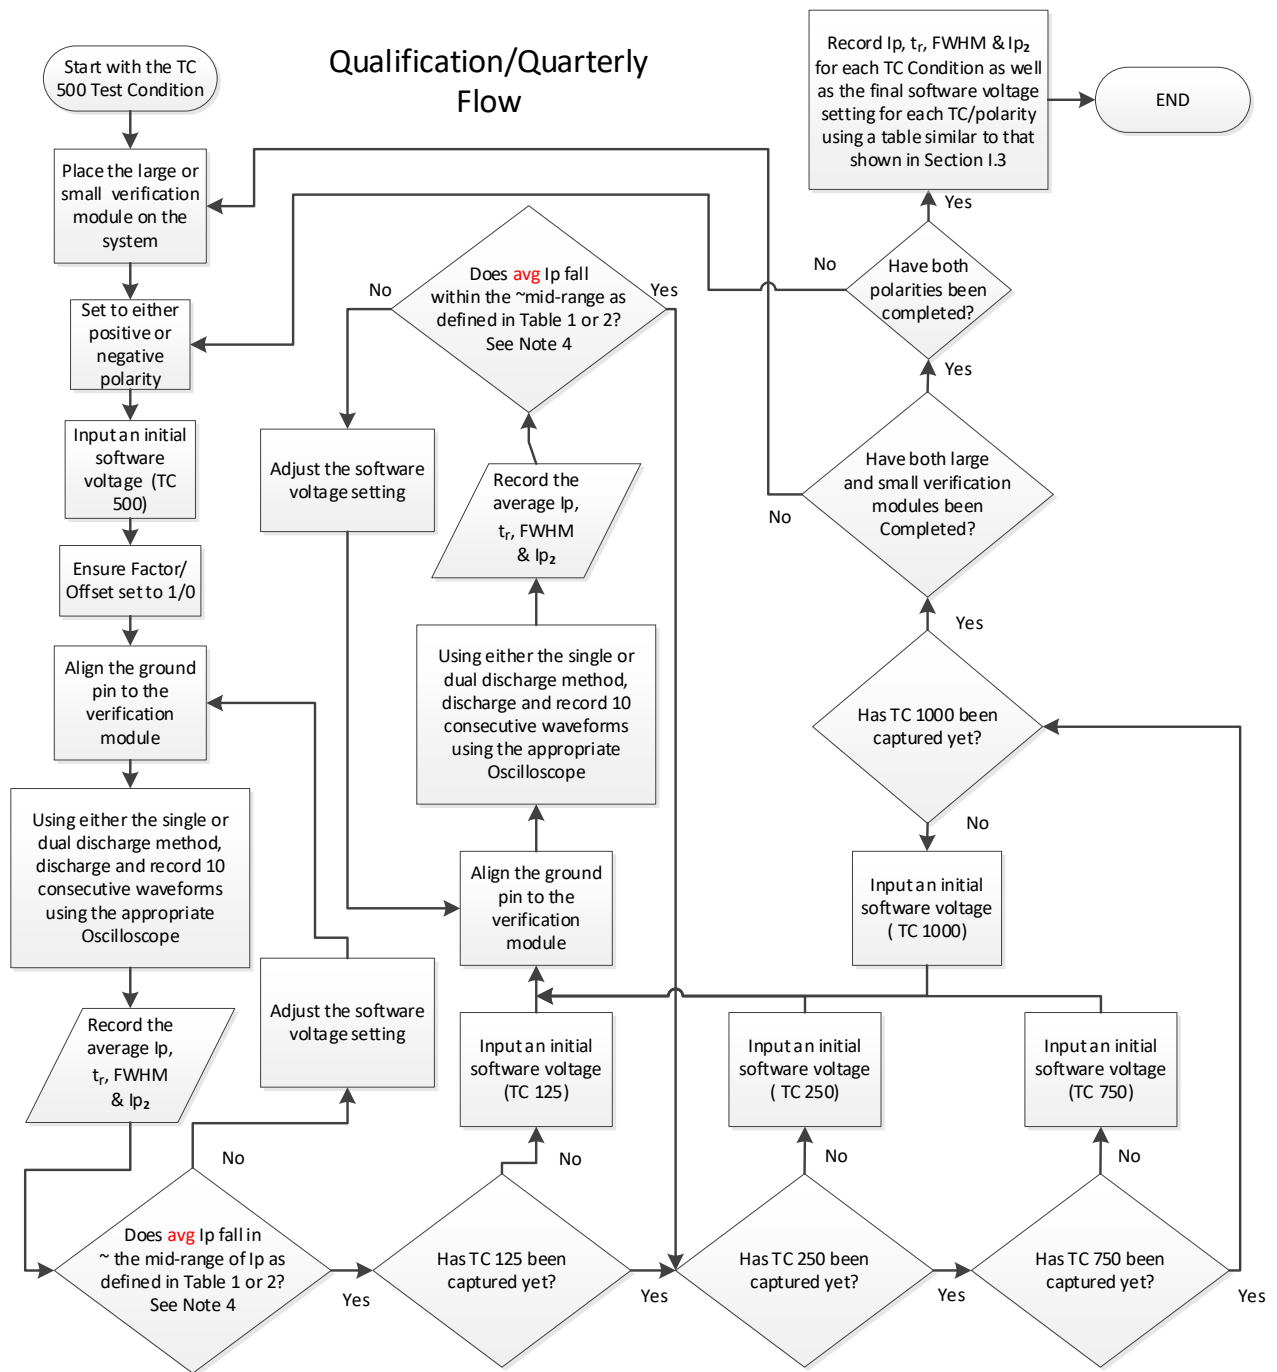 Qualification/Quarterly
Flow
Start with the TC
500 Test Condition
Place the large or
small verification
module on the
system
Set to either
positive or
negative
polarity
Input an initial
software
voltage (TC
500)
Ensure Factor/
Offset set to 1/0
Align the ground
pin to the
verification
module
Using either the single or
dual discharge method,
discharge and record 10
consecutive waveforms
using the appropriate
Oscilloscope
Record the
average Ip,
tr, FWHM
& Ip₂
Does avg Ip fall in
~ the mid-range of Ip as
defined in Table 1 or 2?
See Note 4
No
Yes
Adjust the software
voltage setting
Has TC 125 been
captured yet?
No
Yes
Input an initial
software voltage
(TC 125)
Align the ground
pin to the
verification
module
Using either the single or
dual discharge method,
discharge and record 10
consecutive waveforms
using the appropriate
Oscilloscope
Record the
average Ip,
tr, FWHM
& Ip₂
Does avg Ip fall
within the ~mid-range as
defined in Table 1 or 2?
See Note 4
No
Yes
Adjust the software
voltage setting
Has TC 250 been
captured yet?
No
Yes
Input an initial
software voltage
( TC 250)
Has TC 750 been
captured yet?
No
Yes
Input an initial
software voltage
(TC 750)
Has TC 1000 been
captured yet?
No
Yes
Input an initial
software voltage
( TC 1000)
Have both large
and small verification
modules been
Completed?
No
Yes
Have both
polarities been
completed?
No
Yes
Record Ip, tr, FWHM & Ip₂
for each TC Condition as well
as the final software voltage
setting for each TC/polarity
using a table similar to that
shown in Section I.3
END